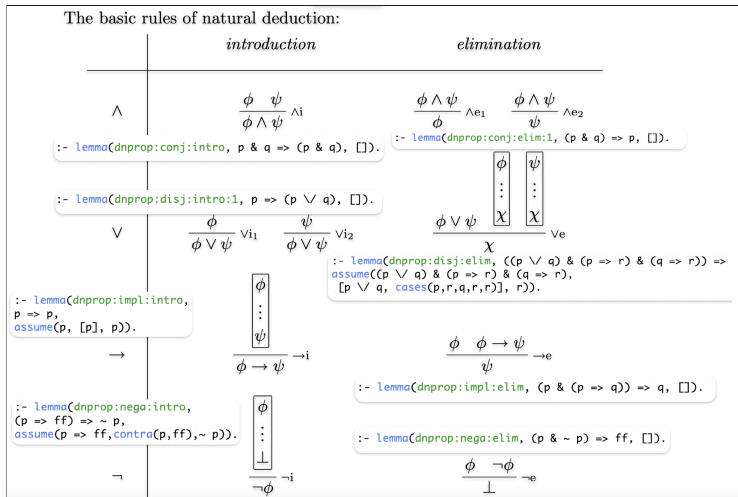 The basic rules of natural deduction:
introduction elimination
∧ ϕ ψ ϕ ∧ ψ ϕ ∧ ψ
ϕ ∧ ψ ∧i ϕ ∧e₁ ψ ∧e₂
:- lemma(dnprop:conj:intro, p & q => (p & q), []).
:- lemma(dnprop:conj:elim:1, (p & q) => p, []).
:- lemma(dnprop:disj:intro:1, p => (p \/ q), []).
ϕ ψ
⋮ ⋮
χ χ
∨ ϕ ψ ϕ ∨ ψ
ϕ ∨ ψ ∨i₁ ϕ ∨ ψ ∨i₂ χ ∨e
:- lemma(dnprop:disj:elim, ((p \/ q) & (p => r) & (q => r)) =>
assume((p \/ q) & (p => r) & (q => r),
[p \/ q, cases(p,r,q,r,r)], r)).
:- lemma(dnprop:impl:intro,
p => p,
assume(p, [p], p)).
ϕ
⋮
ψ
→ ϕ → ψ →i ϕ ϕ → ψ
ψ →e
:- lemma(dnprop:impl:elim, (p & (p => q)) => q, []).
:- lemma(dnprop:nega:intro,
(p => ff) => ~ p,
assume(p => ff,contra(p,ff),~ p)).
ϕ
⋮
⊥
:- lemma(dnprop:nega:elim, (p & ~ p) => ff, []).
¬ ¬ϕ ¬i ϕ ¬ϕ
⊥ ¬e